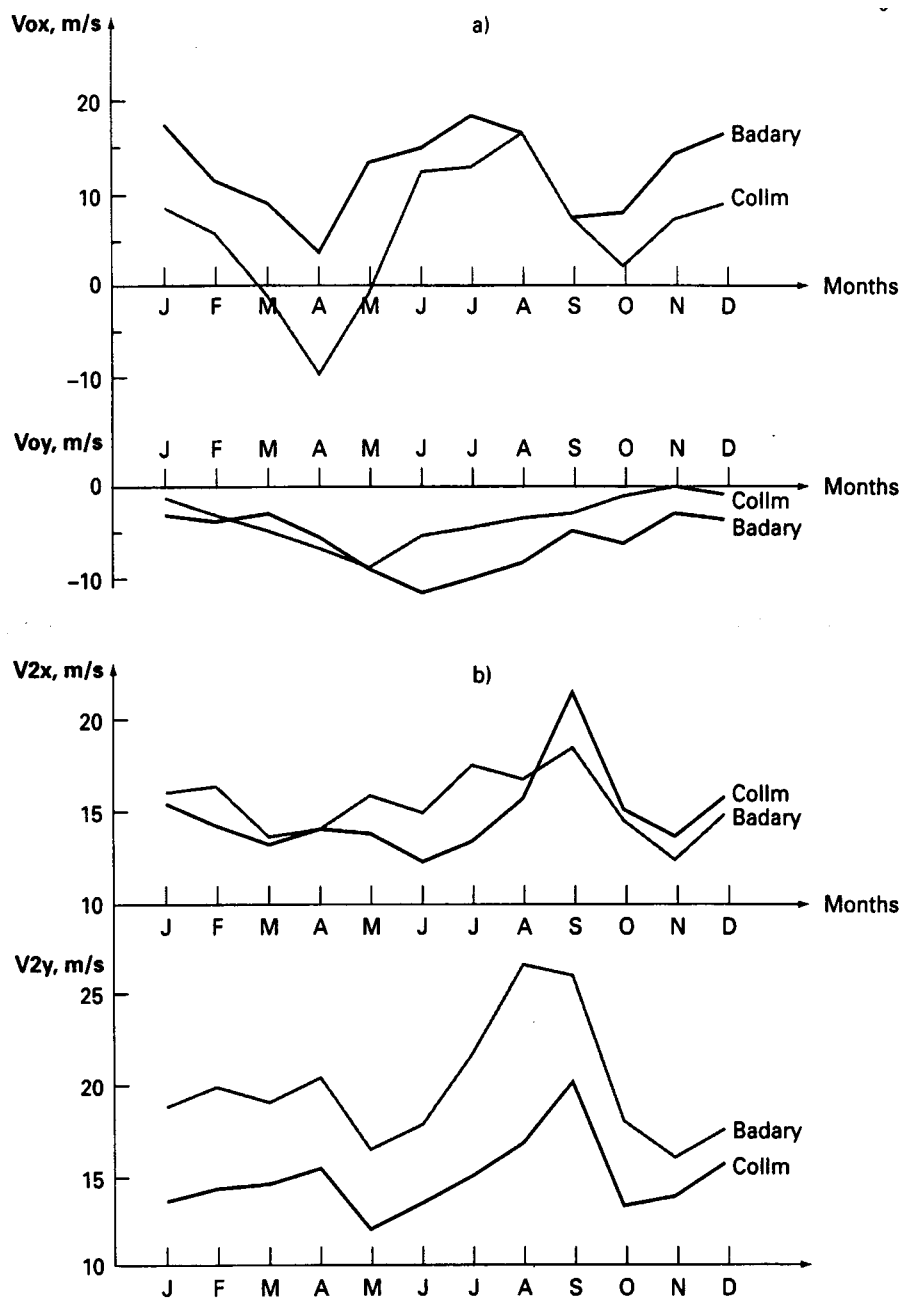 Vox, m/s
a)
20
Badary
10
Collm
0
Months
J F M A M J J A S O N D
-10
Voy, m/s
J F M A M J J A S O N D
0
Months
Collm
Badary
-10
V2x, m/s
b)
20
Collm
15
Badary
10
Months
J F M A M J J A S O N D
V2y, m/s
25
20
Badary
15
Collm
10
J F M A M J J A S O N D